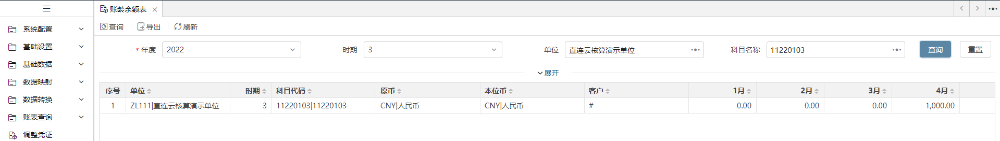 账龄余额表
查询 导出 刷新
系统配置
基础设置
基础数据
数据映射
数据转换
账表查询
调整凭证
* 年度 2022 时期 3 单位 直连云核算演示单位 科目名称 11220103 查询 重置
展开
序号 单位 时期 科目代码 原币 本位币 客户 1月 2月 3月 4月
1 ZL111|直连云核算演示单位 3 11220103|11220103 CNY|人民币 CNY|人民币 # 0.00 0.00 0.00 1,000.00